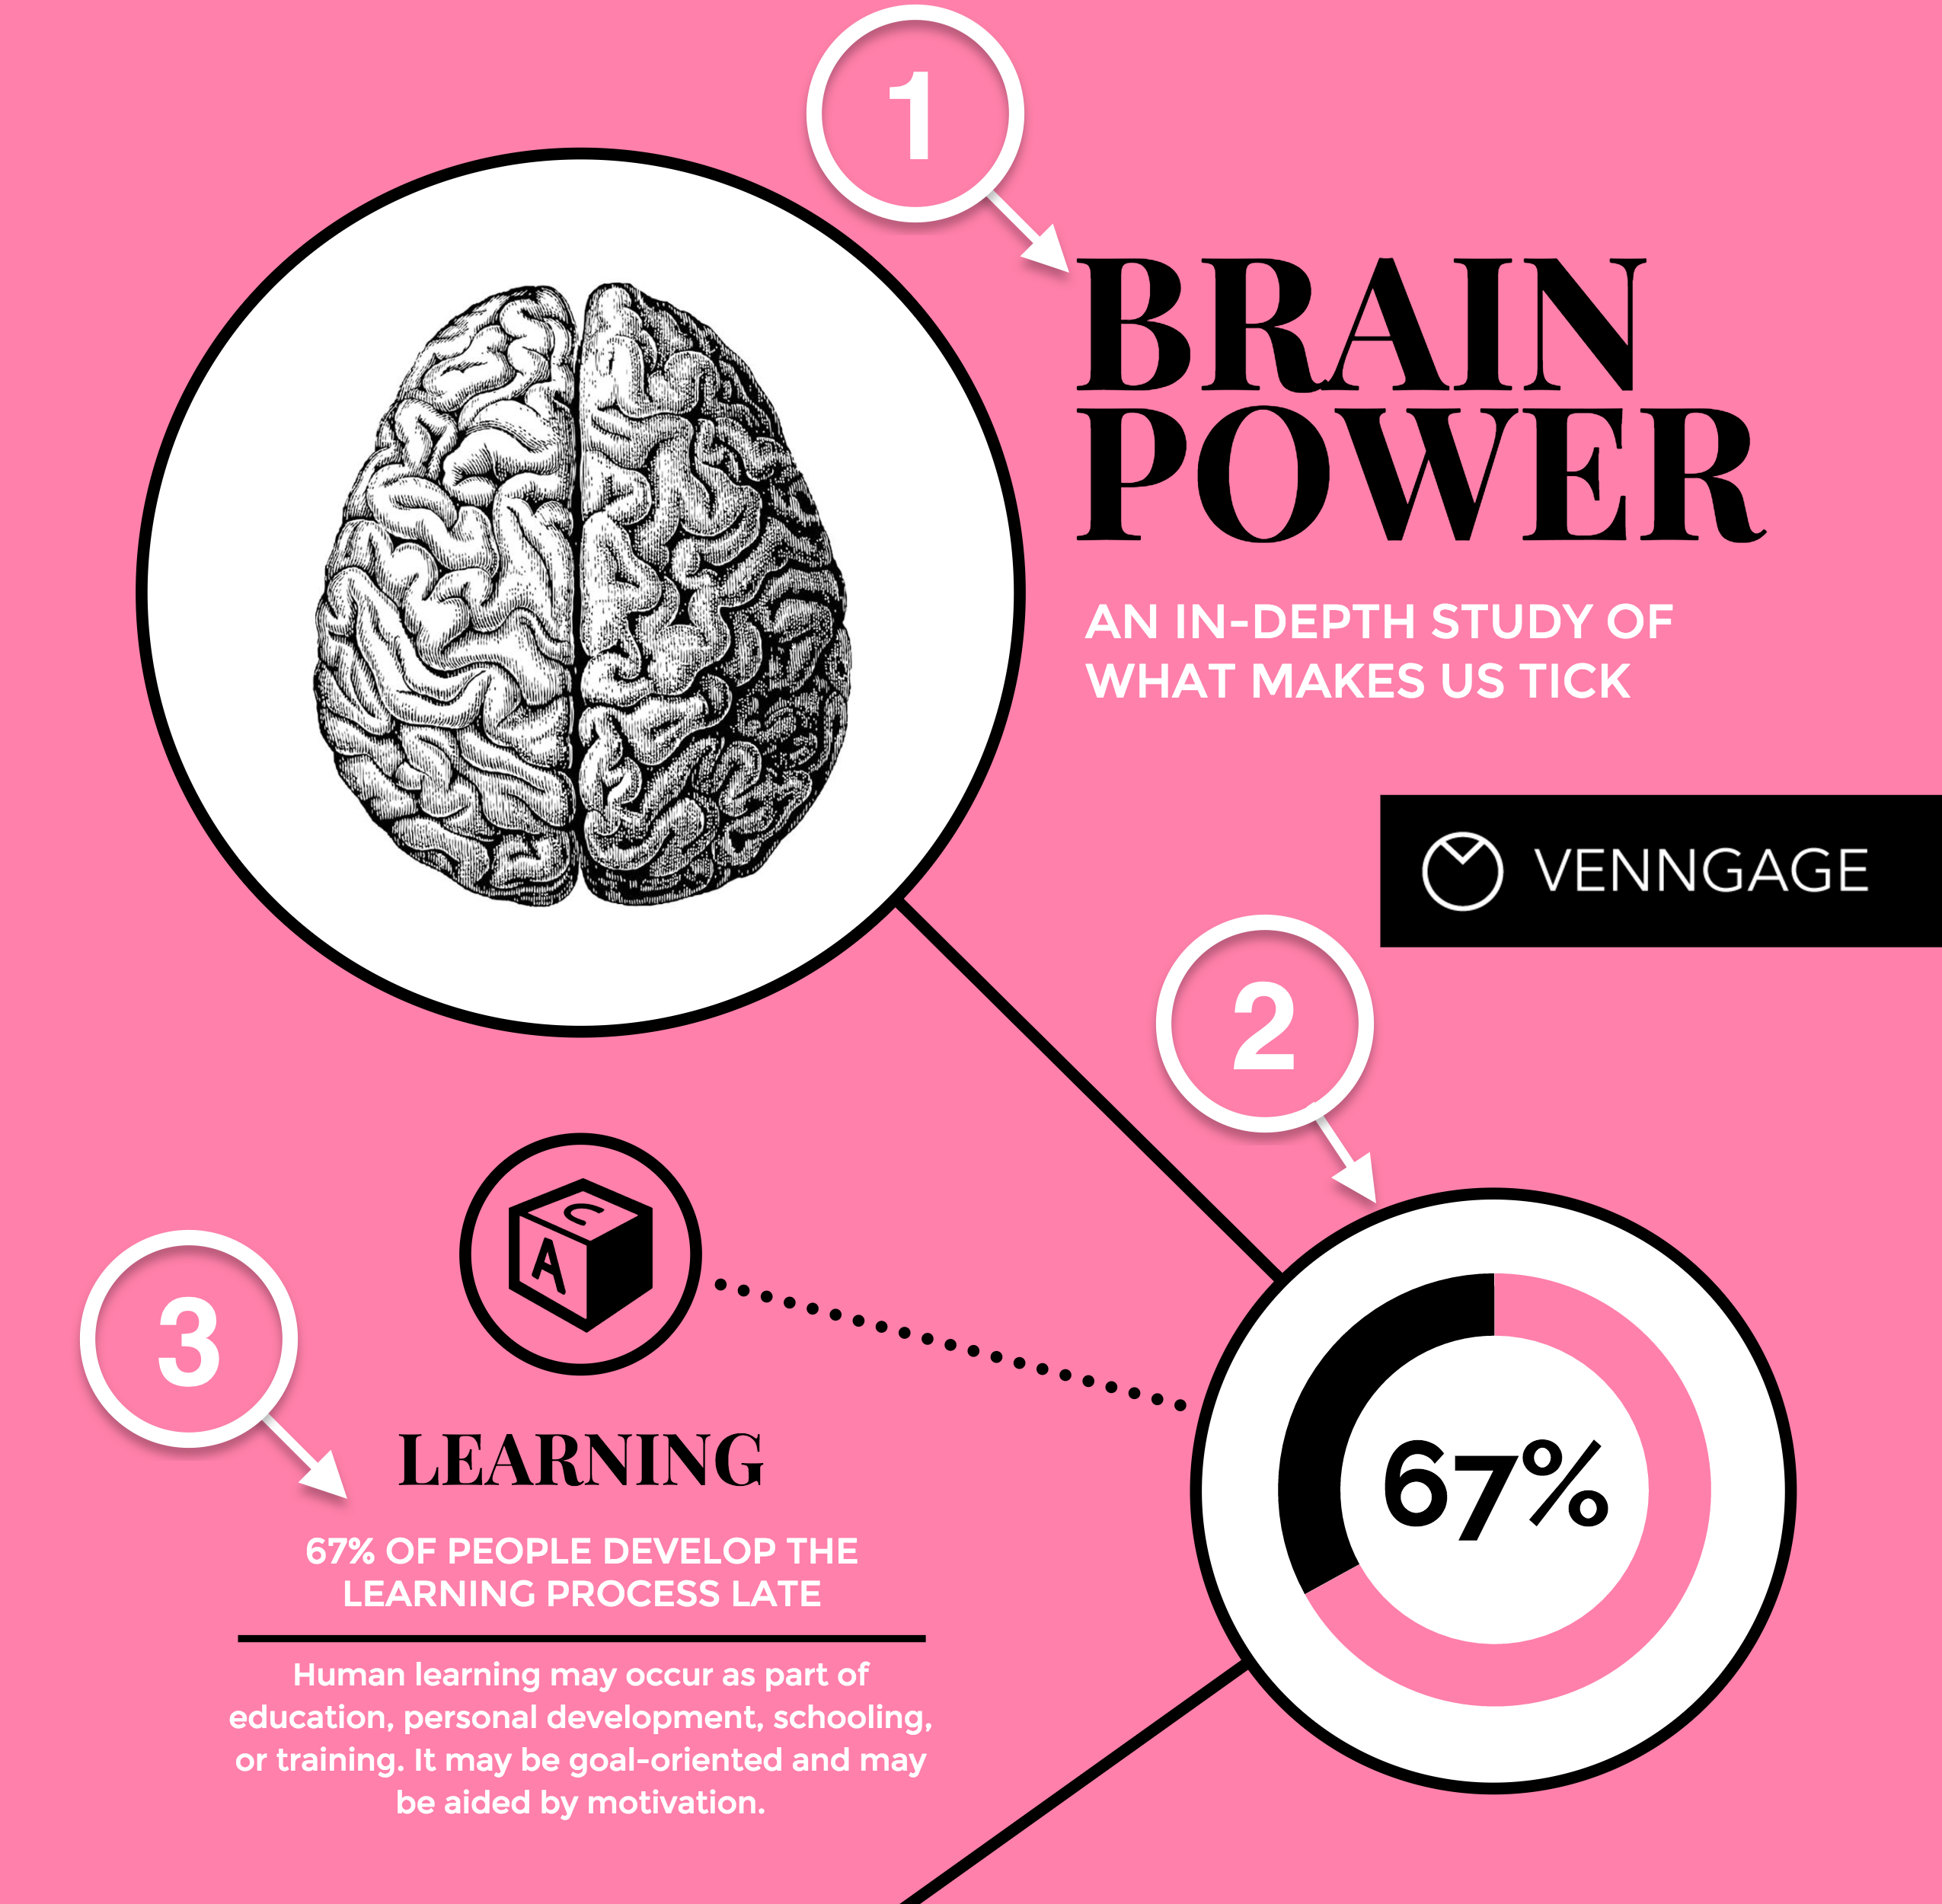 1
BRAIN
POWER
AN IN-DEPTH STUDY OF
WHAT MAKES US TICK
VENNGAGE
2
67%
3
C
A
LEARNING
67% OF PEOPLE DEVELOP THE
LEARNING PROCESS LATE
Human learning may occur as part of
education, personal development, schooling,
or training. It may be goal-oriented and may
be aided by motivation.